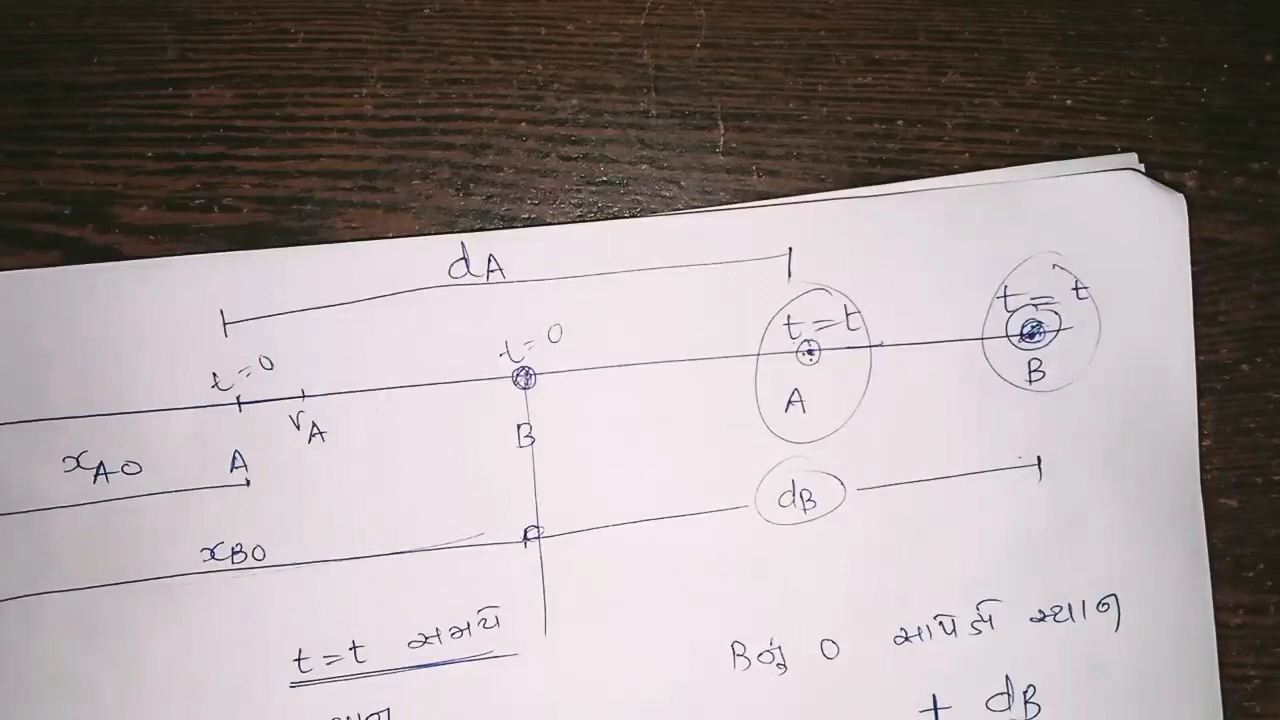 dA
t=0
t=0
t=t
t=t
vA
A
B
A
B
xA0
dB
xB0
t=t સમયે
Bનું O સાપેક્ષે સ્થાન
+ dB